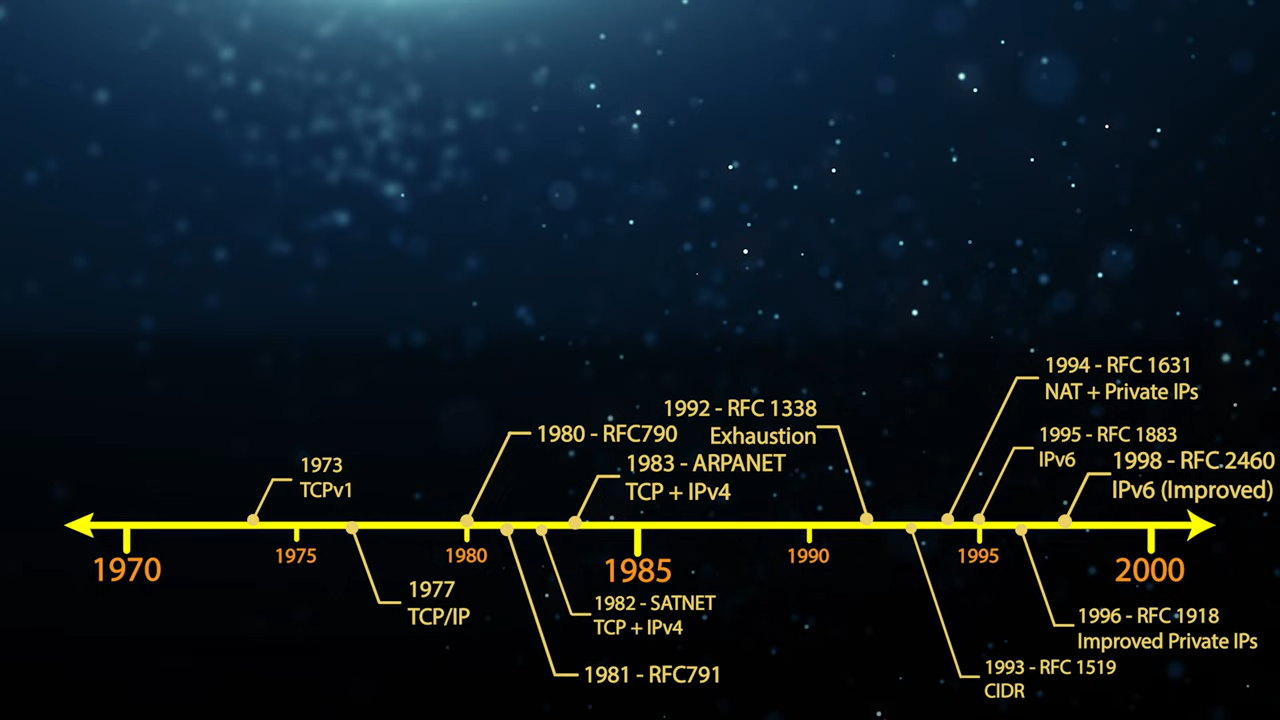 1994 - RFC 1631
NAT + Private IPs
1992 - RFC 1338
Exhaustion
1980 - RFC790
1995 - RFC 1883
IPv6
1998 - RFC 2460
IPv6 (Improved)
1973
TCPv1
1983 - ARPANET
TCP + IPv4
1970
1975
1980
1985
1990
1995
2000
1977
TCP/IP
1982 - SATNET
TCP + IPv4
1981 - RFC791
1996 - RFC 1918
Improved Private IPs
1993 - RFC 1519
CIDR